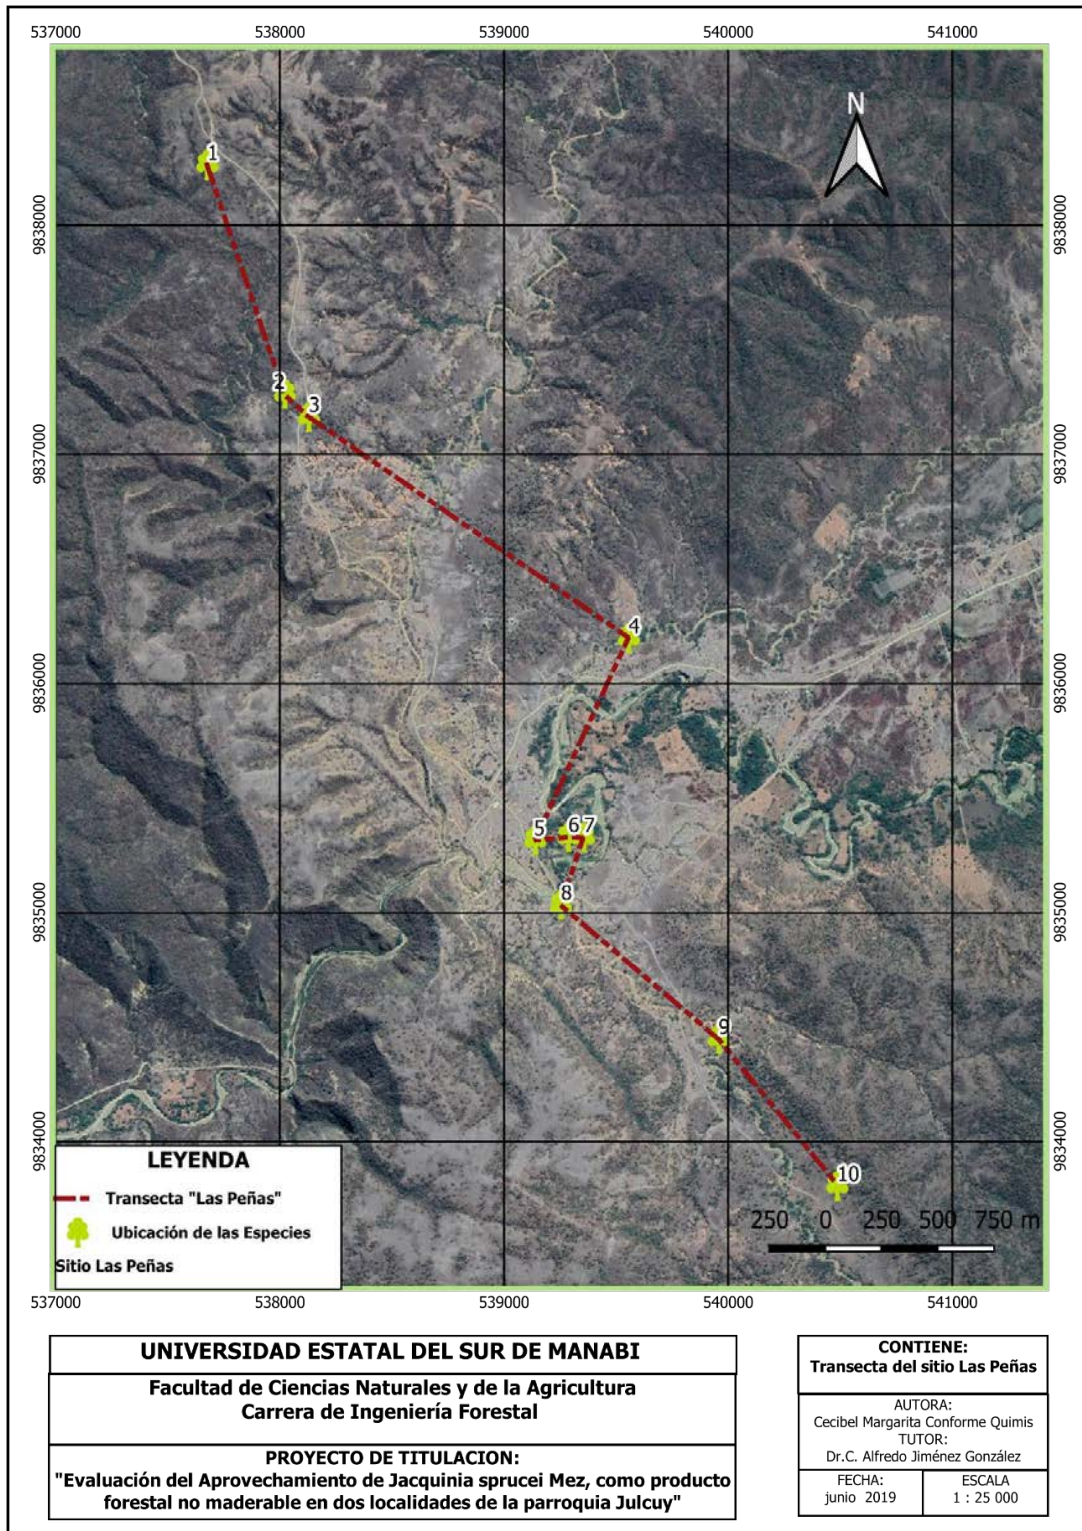 537000 538000 539000 540000 541000
N
1
9838000 9838000
2
3
9837000 9837000
4
9836000 9836000
5 6 7
8
9835000 9835000
9
9834000 9834000
10
LEYENDA
Transecta "Las Peñas"
Ubicación de las Especies
Sitio Las Peñas
250 0 250 500 750 m
537000 538000 539000 540000 541000
UNIVERSIDAD ESTATAL DEL SUR DE MANABI
Facultad de Ciencias Naturales y de la Agricultura
Carrera de Ingeniería Forestal
PROYECTO DE TITULACION:
"Evaluación del Aprovechamiento de Jacquinia sprucei Mez, como producto
forestal no maderable en dos localidades de la parroquia Julcuy"
CONTIENE:
Transecta del sitio Las Peñas
AUTORA:
Cecibel Margarita Conforme Quimis
TUTOR:
Dr.C. Alfredo Jiménez González
FECHA:
junio 2019
ESCALA
1 : 25 000